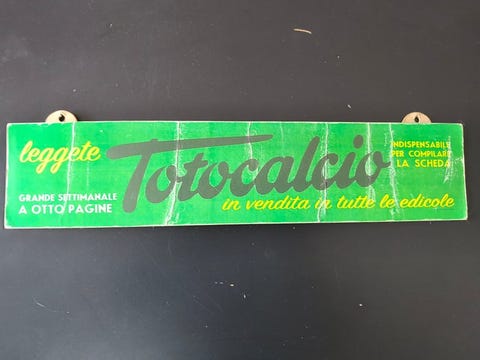 leggete
Totocalcio
INDISPENSABILE
PER COMPILARE
LA SCHEDA
GRANDE SETTIMANALE
A OTTO PAGINE
in vendita in tutte le edicole